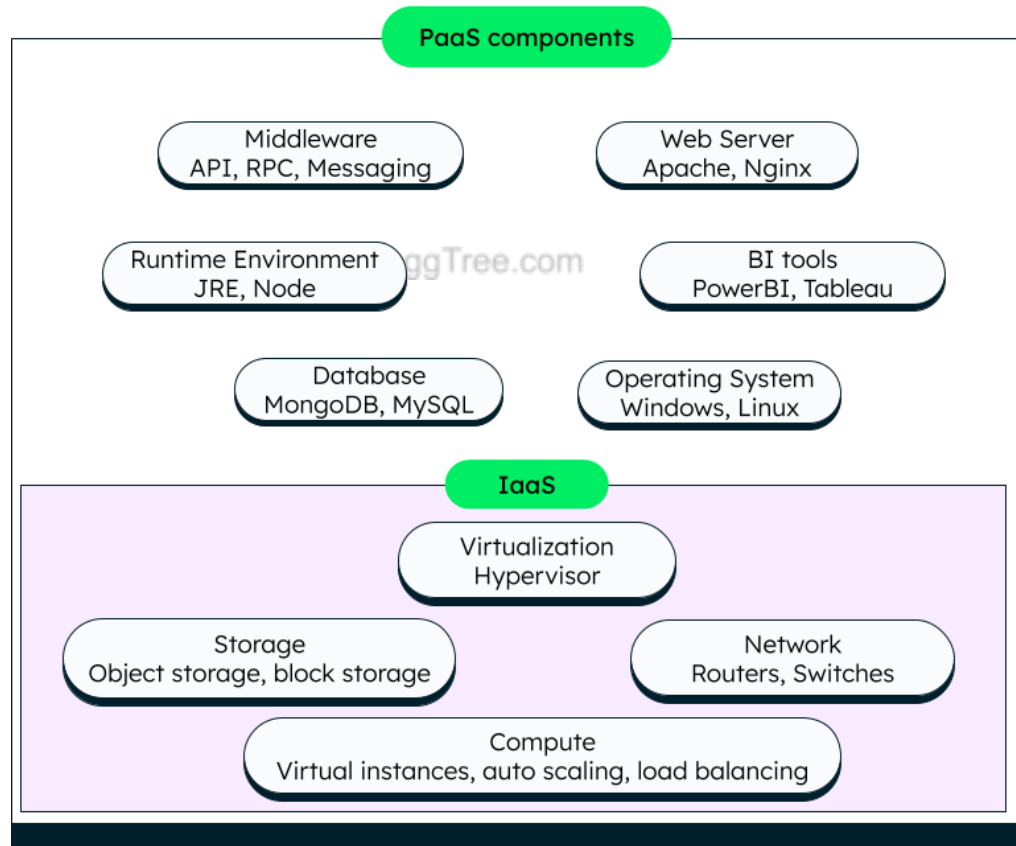 PaaS components
Middleware
API, RPC, Messaging
Web Server
Apache, Nginx
Runtime Environment
JRE, Node
ggTree.com
BI tools
PowerBI, Tableau
Database
MongoDB, MySQL
Operating System
Windows, Linux
IaaS
Virtualization
Hypervisor
Storage
Object storage, block storage
Network
Routers, Switches
Compute
Virtual instances, auto scaling, load balancing